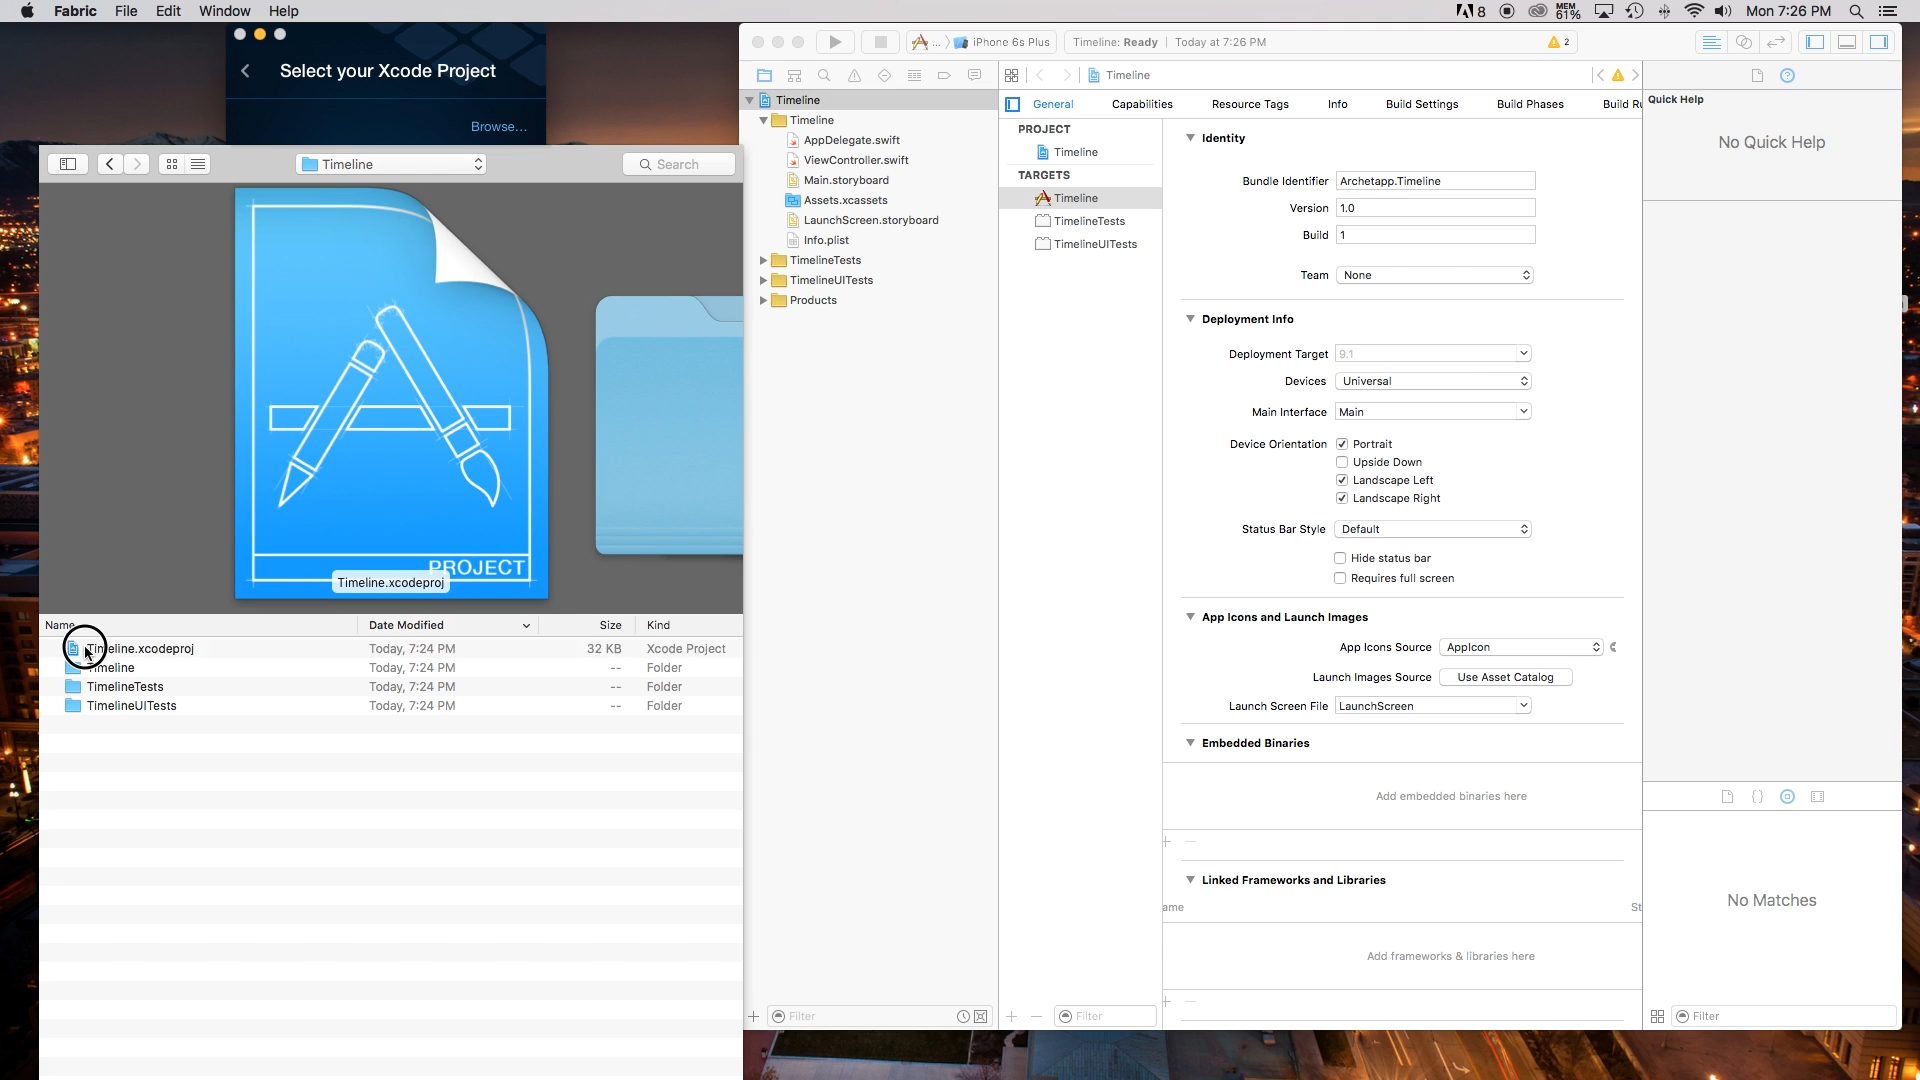 Fabric File Edit Window Help
8 MEM 61% Mon 7:26 PM
Select your Xcode Project
Browse...
Timeline
Search
PROJECT
Timeline.xcodeproj
Name Date Modified Size Kind
Timeline.xcodeproj Today, 7:24 PM 32 KB Xcode Project
Timeline Today, 7:24 PM -- Folder
TimelineTests Today, 7:24 PM -- Folder
TimelineUITests Today, 7:24 PM -- Folder
... iPhone 6s Plus
Timeline: Ready | Today at 7:26 PM
2
Timeline
Timeline
AppDelegate.swift
ViewController.swift
Main.storyboard
Assets.xcassets
LaunchScreen.storyboard
Info.plist
TimelineTests
TimelineUITests
Products
Filter
Timeline
General Capabilities Resource Tags Info Build Settings Build Phases Build Ru
PROJECT
Timeline
TARGETS
Timeline
TimelineTests
TimelineUITests
Filter
Identity
Bundle Identifier Archetapp.Timeline
Version 1.0
Build 1
Team None
Deployment Info
Deployment Target 9.1
Devices Universal
Main Interface Main
Device Orientation Portrait
Upside Down
Landscape Left
Landscape Right
Status Bar Style Default
Hide status bar
Requires full screen
App Icons and Launch Images
App Icons Source AppIcon
Launch Images Source Use Asset Catalog
Launch Screen File LaunchScreen
Embedded Binaries
Add embedded binaries here
Linked Frameworks and Libraries
ame St
Add frameworks & libraries here
Quick Help
No Quick Help
No Matches
Filter